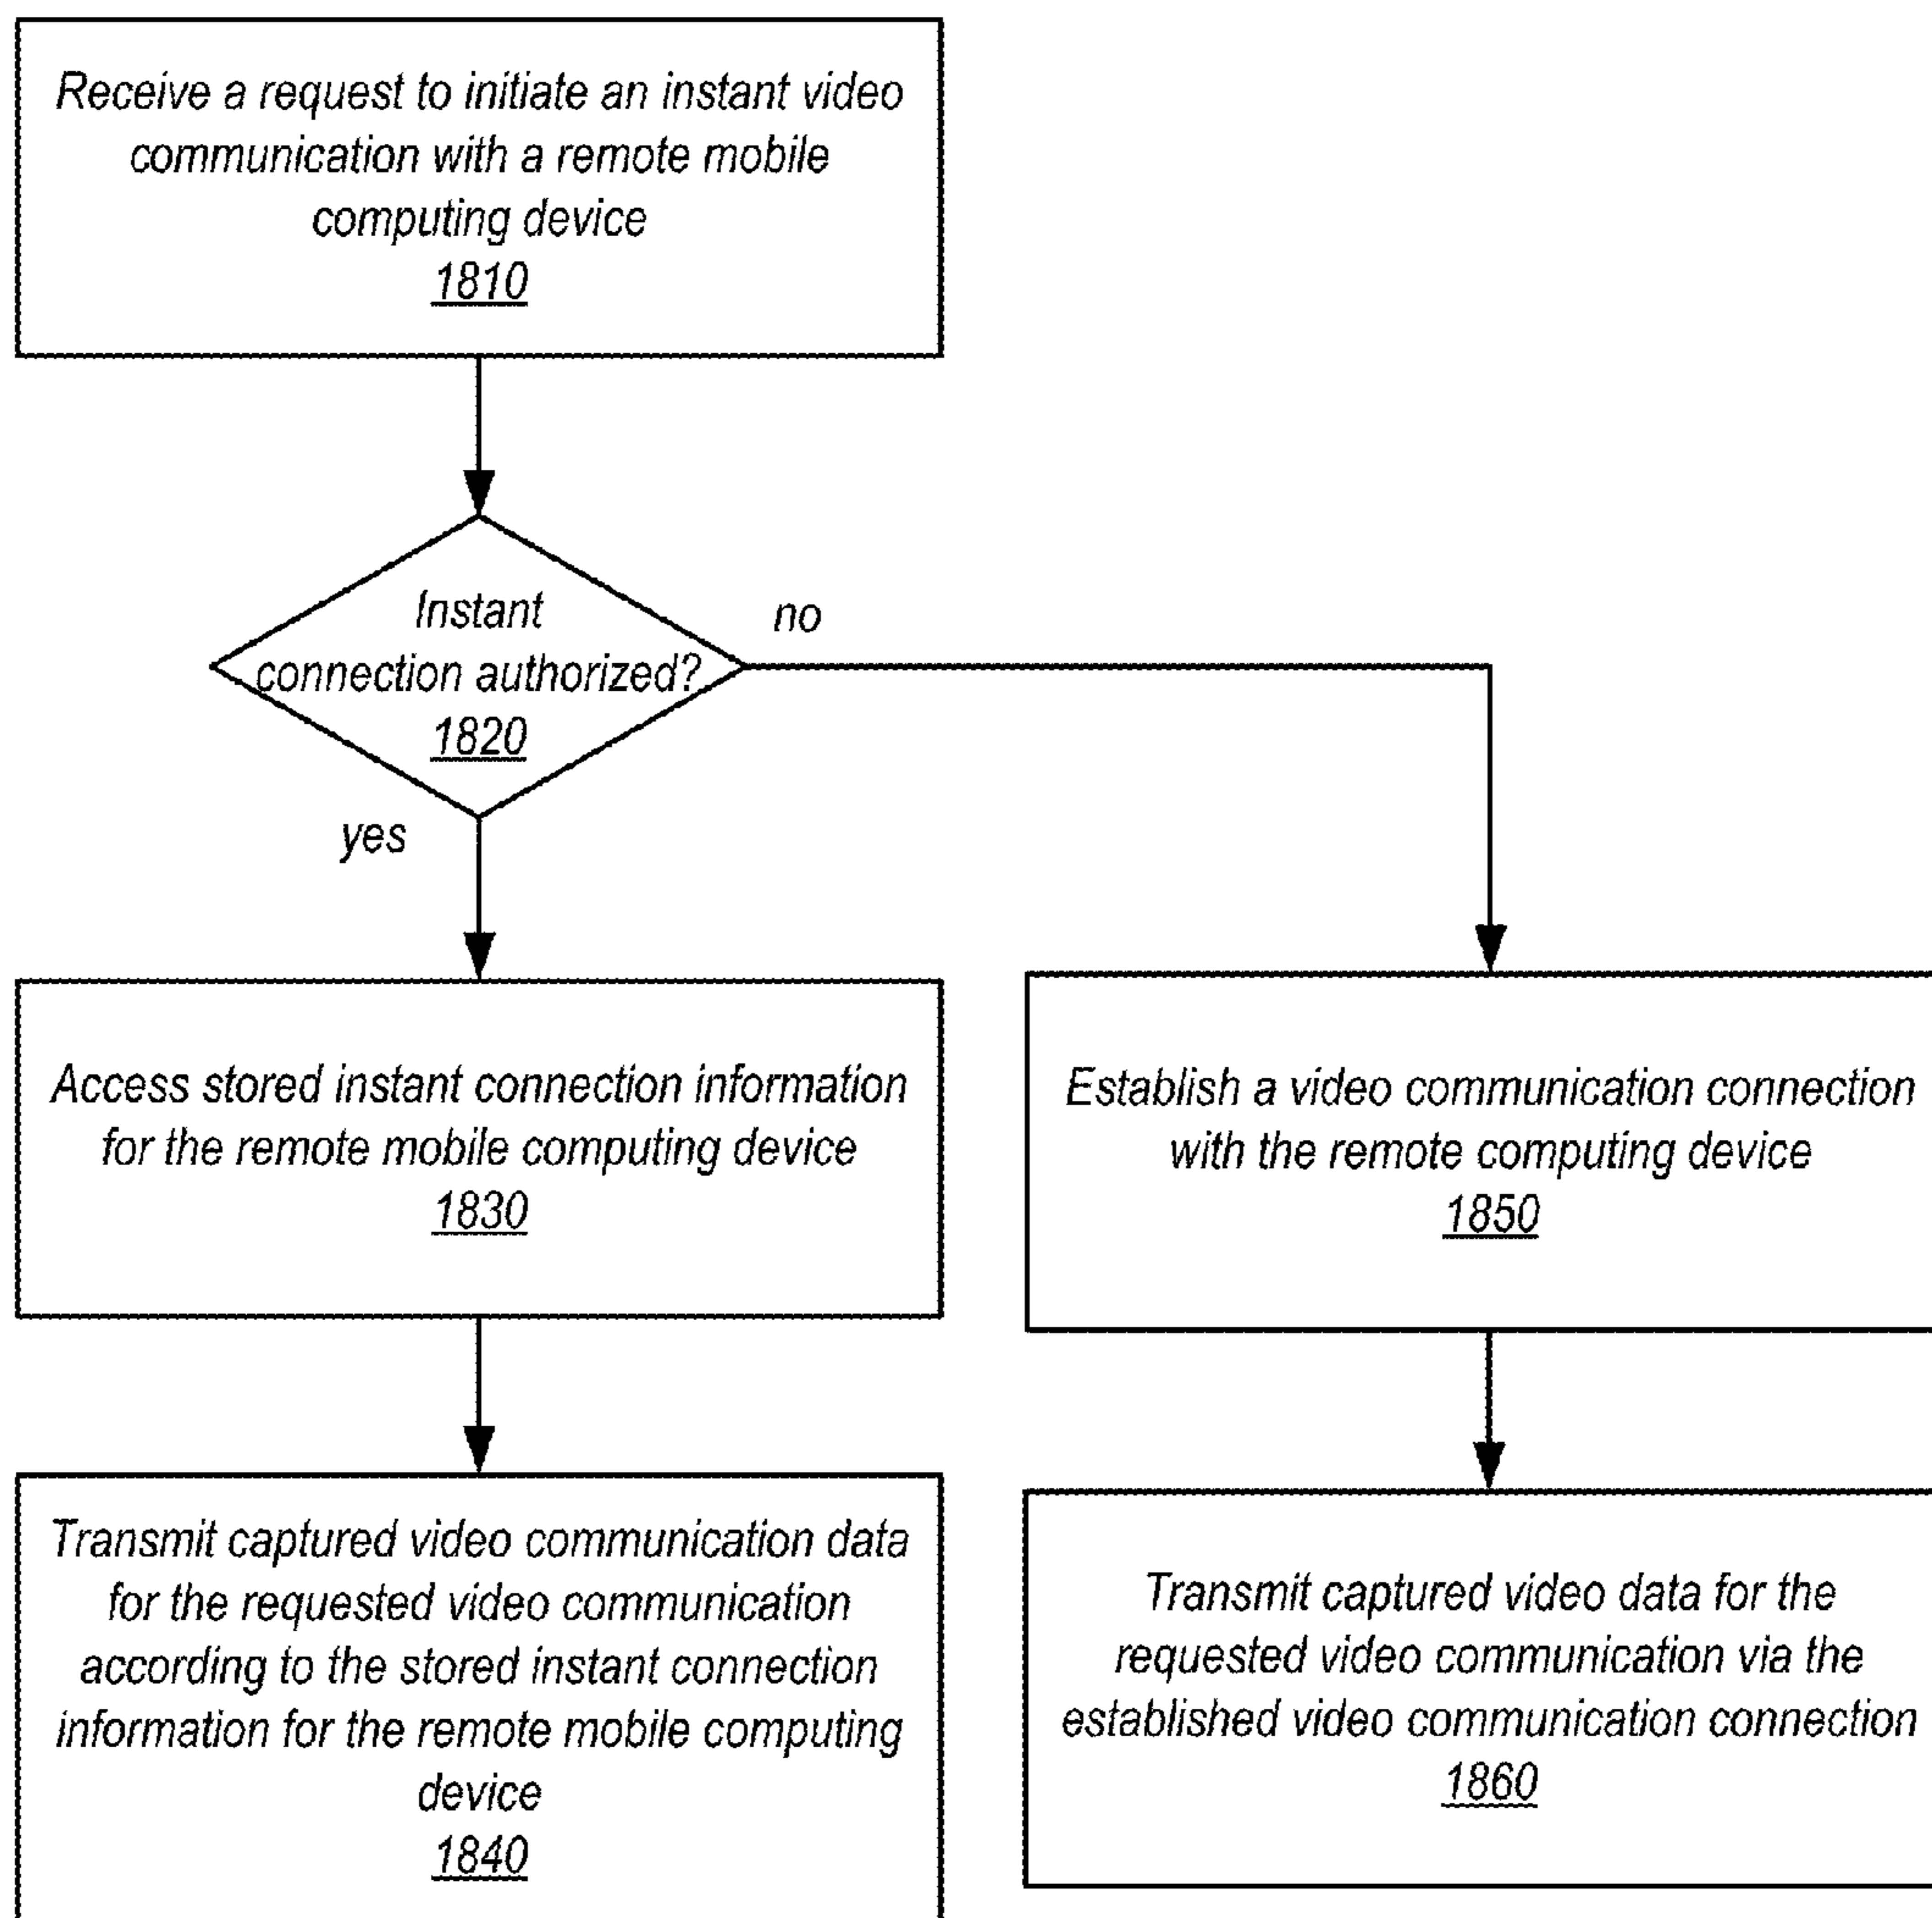 Receive a request to initiate an instant video
communication with a remote mobile
computing device
1810
Instant
connection authorized?
1820
no
yes
Access stored instant connection information
for the remote mobile computing device
1830
Establish a video communication connection
with the remote computing device
1850
Transmit captured video communication data
for the requested video communication
according to the stored instant connection
information for the remote mobile computing
device
1840
Transmit captured video data for the
requested video communication via the
established video communication connection
1860